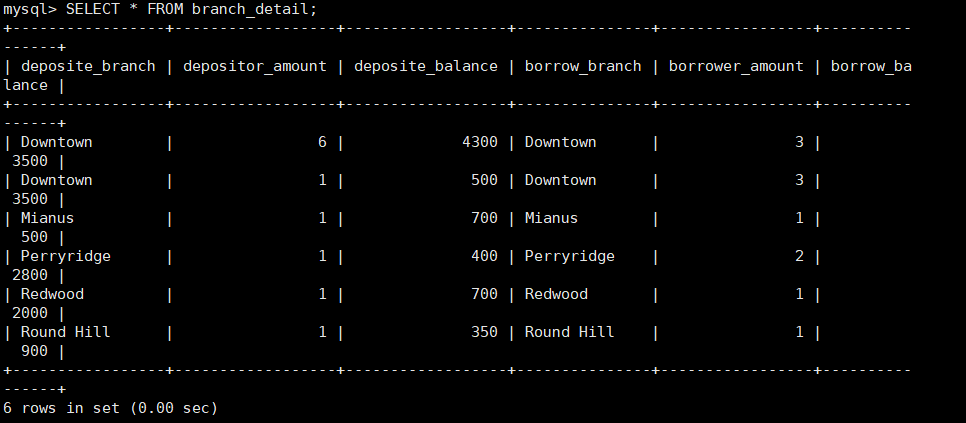 mysql> SELECT * FROM branch_detail;
+-----------------+------------------+------------------+---------------+-----------------+----------
------+
| deposite_branch | depositor_amount | deposite_balance | borrow_branch | borrower_amount | borrow_ba
lance |
+-----------------+------------------+------------------+---------------+-----------------+----------
------+
| Downtown        |                6 |             4300 | Downtown      |               3 |
 3500 |
| Downtown        |                1 |              500 | Downtown      |               3 |
 3500 |
| Mianus          |                1 |              700 | Mianus        |               1 |
  500 |
| Perryridge      |                1 |              400 | Perryridge    |               2 |
 2800 |
| Redwood         |                1 |              700 | Redwood       |               1 |
 2000 |
| Round Hill      |                1 |              350 | Round Hill    |               1 |
  900 |
+-----------------+------------------+------------------+---------------+-----------------+----------
------+
6 rows in set (0.00 sec)